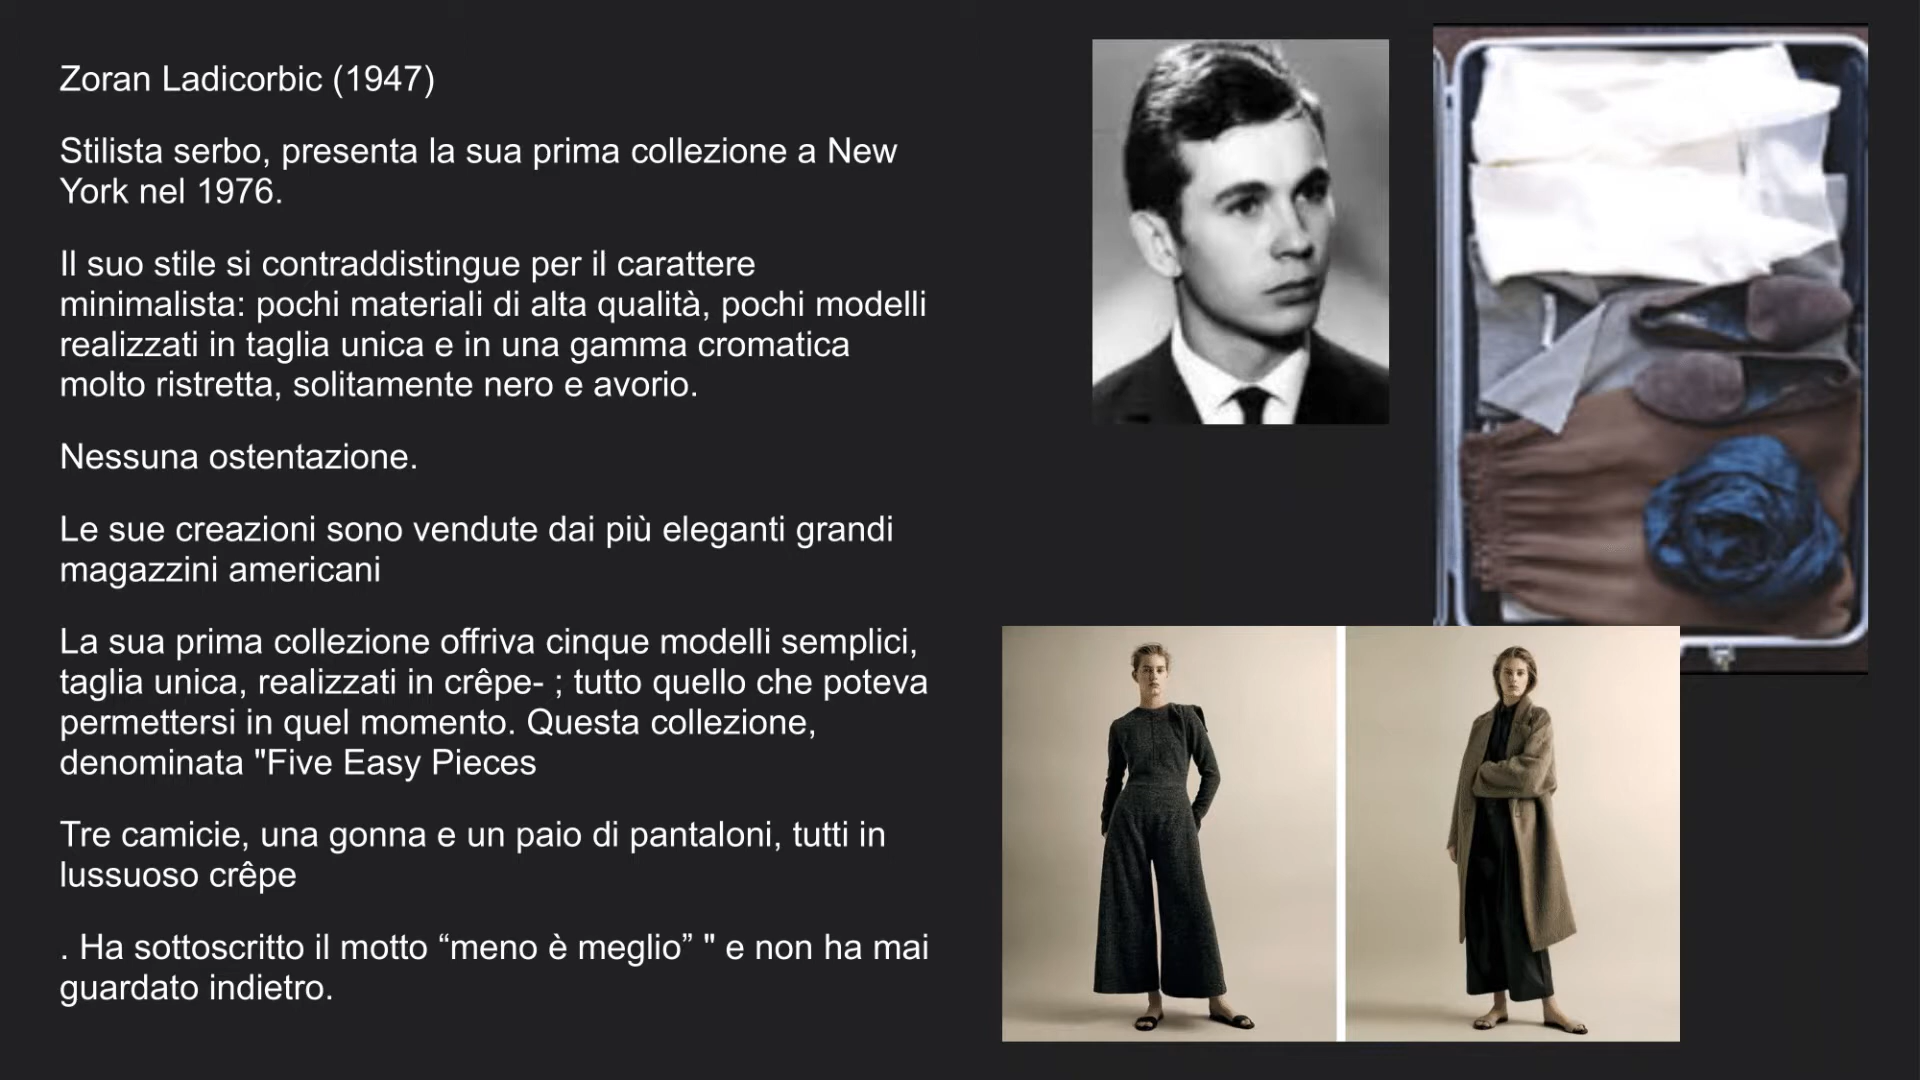 Zoran Ladicorbic (1947)
Stilista serbo, presenta la sua prima collezione a New
York nel 1976.
Il suo stile si contraddistingue per il carattere
minimalista: pochi materiali di alta qualità, pochi modelli
realizzati in taglia unica e in una gamma cromatica
molto ristretta, solitamente nero e avorio.
Nessuna ostentazione.
Le sue creazioni sono vendute dai più eleganti grandi
magazzini americani
La sua prima collezione offriva cinque modelli semplici,
taglia unica, realizzati in crêpe- ; tutto quello che poteva
permettersi in quel momento. Questa collezione,
denominata "Five Easy Pieces
Tre camicie, una gonna e un paio di pantaloni, tutti in
lussuoso crêpe
. Ha sottoscritto il motto “meno è meglio” " e non ha mai
guardato indietro.